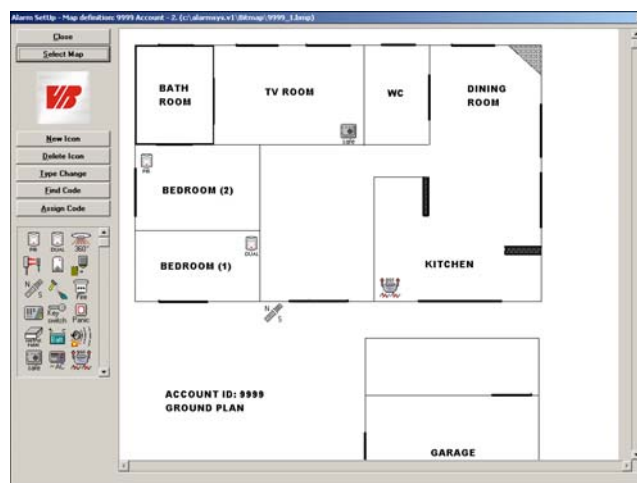 Alarm SetUp - Map definition: 9999 Account - 2. (c:\alarmsys.v1\Bitmap\9999_1.bmp)
Close
Select Map
New Icon
Delete Icon
Type Change
Find Code
Assign Code
PIR
DUAL
360°
N
S
Fire
Key
switch
Panic
safe
~AC
BATH
ROOM
TV ROOM
WC
DINING
ROOM
safe
PIR
BEDROOM (2)
DUAL
BEDROOM (1)
KITCHEN
N
S
ACCOUNT ID: 9999
GROUND PLAN
GARAGE